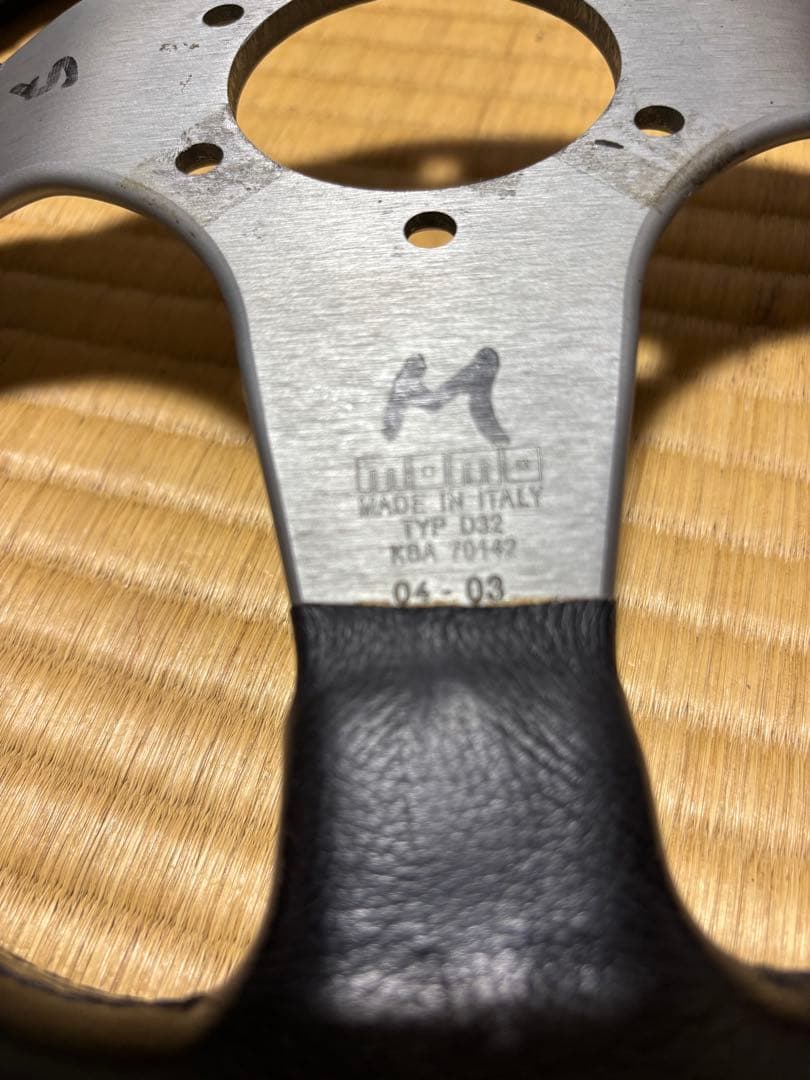 S
M
momo
MADE IN ITALY
TYP D32
KBA 70142
04 - 03